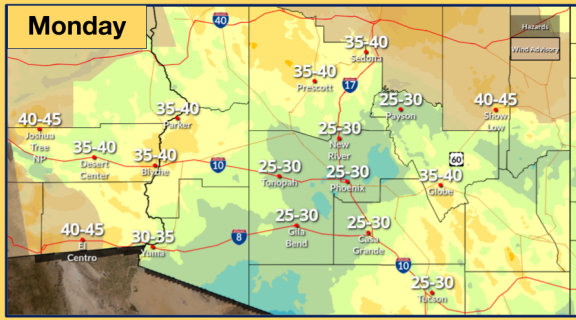 Monday
40
Hazards
Wind Advisory
35-40
Sedona
35-40
Prescott
17
25-30
Payson
40-45
Show
Low
35-40
Parker
40-45
Joshua
Tree
NP
25-30
New
River
35-40
Desert
Center
35-40
Blythe
10
25-30
Tonopah
25-30
Phoenix
60
35-40
Globe
40-45
El
Centro
30-35
Yuma
8
25-30
Gila
Bend
25-30
Casa
Grande
10
25-30
Tucson